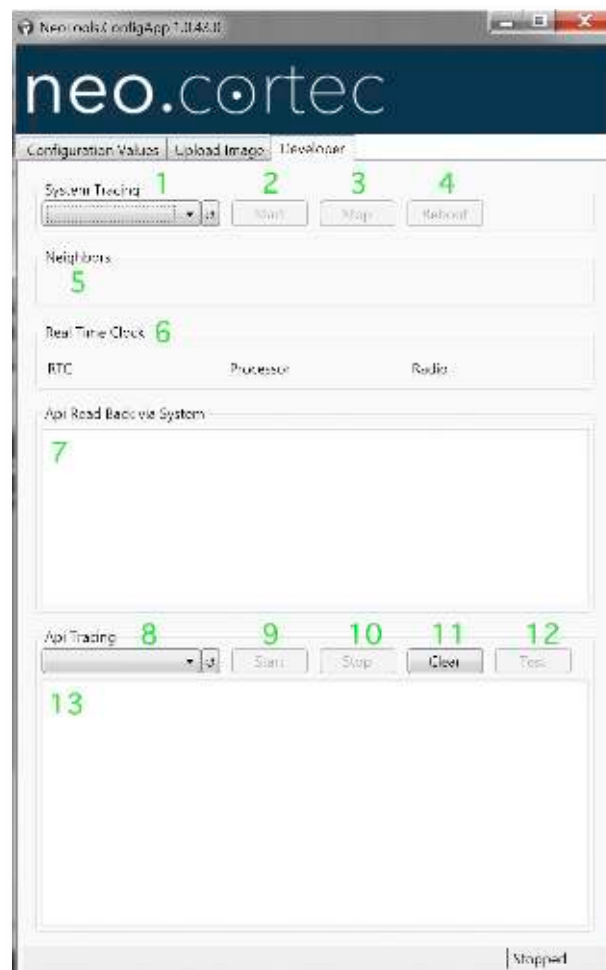 NeoTools.ConfigApp 1.0.43.0
neo.cortec
Configuration Values Upload Image Developer
System Tracing 1 2 3 4
Start Stop Reboot
Neighbors
5
Real Time Clock 6
RTC Processor Radio
Api Read Back via System
7
Api Tracing 8 9 10 11 12
Start Stop Clear Test
13
Stopped